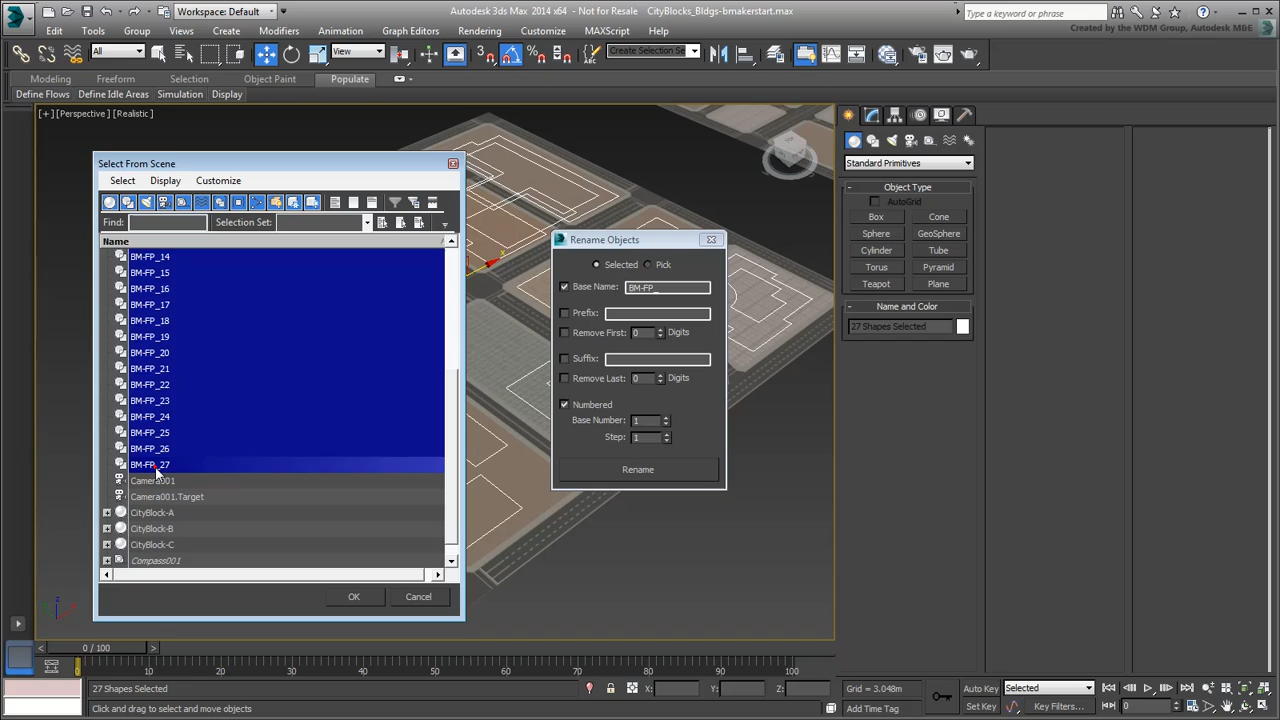 Workspace: Default
Autodesk 3ds Max 2014 x64 - Not for Resale CityBlocks_Bldgs-bmakerstart.max
Type a keyword or phrase
Edit Tools Group Views Create Modifiers Animation Graph Editors Rendering Customize MAXScript Help
Created by the WDM Group, Autodesk M&E
All
View
Create Selection Se
Modeling Freeform Selection Object Paint Populate
Define Flows Define Idle Areas Simulation Display
[+] [Perspective] [Realistic]
Select From Scene
Select Display Customize
Find: Selection Set:
Name
BM-FP_14
BM-FP_15
BM-FP_16
BM-FP_17
BM-FP_18
BM-FP_19
BM-FP_20
BM-FP_21
BM-FP_22
BM-FP_23
BM-FP_24
BM-FP_25
BM-FP_26
BM-FP_27
Camera001
Camera001.Target
CityBlock-A
CityBlock-B
CityBlock-C
Compass001
OK Cancel
Rename Objects
Selected Pick
Base Name: BM-FP_
Prefix:
Remove First: 0 Digits
Suffix:
Remove Last: 0 Digits
Numbered
Base Number: 1
Step: 1
Rename
Standard Primitives
Object Type
AutoGrid
Box Cone
Sphere GeoSphere
Cylinder Tube
Torus Pyramid
Teapot Plane
Name and Color
27 Shapes Selected
0 / 100
0 10 20 30 40 50 60 70 80 90 100
27 Shapes Selected X: Y: Z: Grid = 3.048m Auto Key Selected
Click and drag to select and move objects Add Time Tag Set Key Key Filters... 0